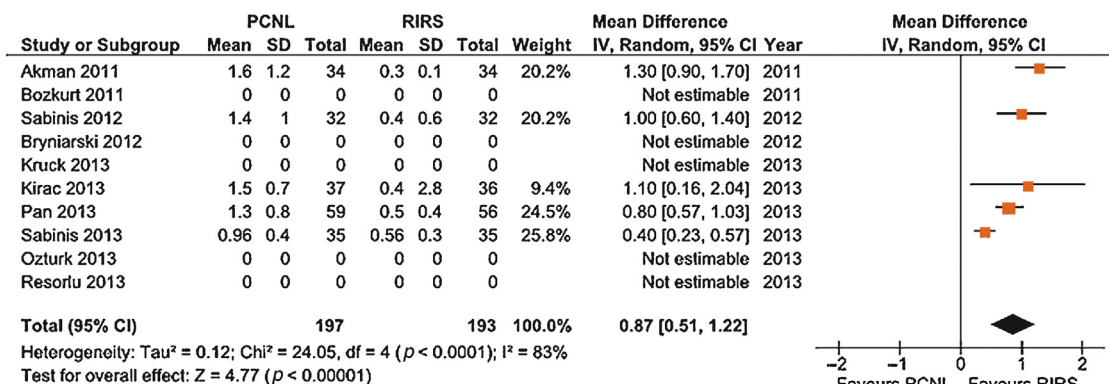 PCNL RIRS Mean Difference Mean Difference
Study or Subgroup Mean SD Total Mean SD Total Weight IV, Random, 95% CI Year IV, Random, 95% CI
Akman 2011 1.6 1.2 34 0.3 0.1 34 20.2% 1.30 [0.90, 1.70] 2011
Bozkurt 2011 0 0 0 0 0 0 Not estimable 2011
Sabinis 2012 1.4 1 32 0.4 0.6 32 20.2% 1.00 [0.60, 1.40] 2012
Bryniarski 2012 0 0 0 0 0 0 Not estimable 2012
Kruck 2013 0 0 0 0 0 0 Not estimable 2013
Kirac 2013 1.5 0.7 37 0.4 2.8 36 9.4% 1.10 [0.16, 2.04] 2013
Pan 2013 1.3 0.8 59 0.5 0.4 56 24.5% 0.80 [0.57, 1.03] 2013
Sabinis 2013 0.96 0.4 35 0.56 0.3 35 25.8% 0.40 [0.23, 0.57] 2013
Ozturk 2013 0 0 0 0 0 0 Not estimable 2013
Resorlu 2013 0 0 0 0 0 0 Not estimable 2013
Total (95% CI) 197 193 100.0% 0.87 [0.51, 1.22]
Heterogeneity: Tau² = 0.12; Chi² = 24.05, df = 4 (p < 0.0001); I² = 83%
Test for overall effect: Z = 4.77 (p < 0.00001)
−2 −1 0 1 2
Favours PCNL Favours RIRS